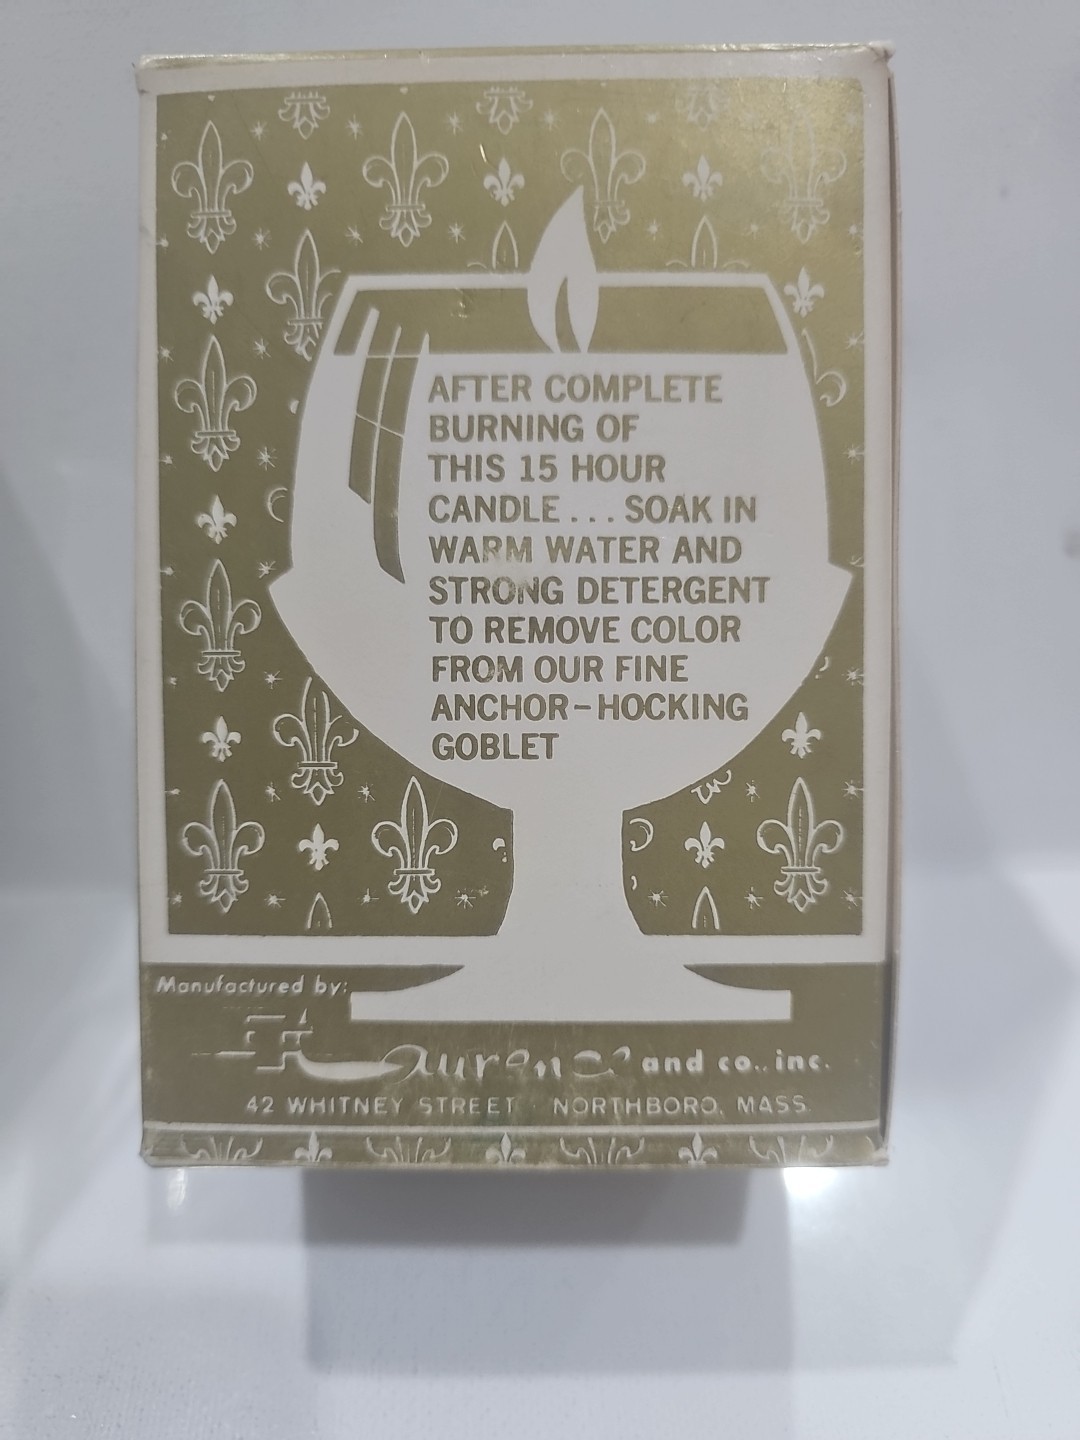 AFTER COMPLETE
BURNING OF
THIS 15 HOUR
CANDLE... SOAK IN
WARM WATER AND
STRONG DETERGENT
TO REMOVE COLOR
FROM OUR FINE
ANCHOR-HOCKING
GOBLET
Manufactured by:
Laurence and co., inc.
42 WHITNEY STREET NORTHBORO, MASS.